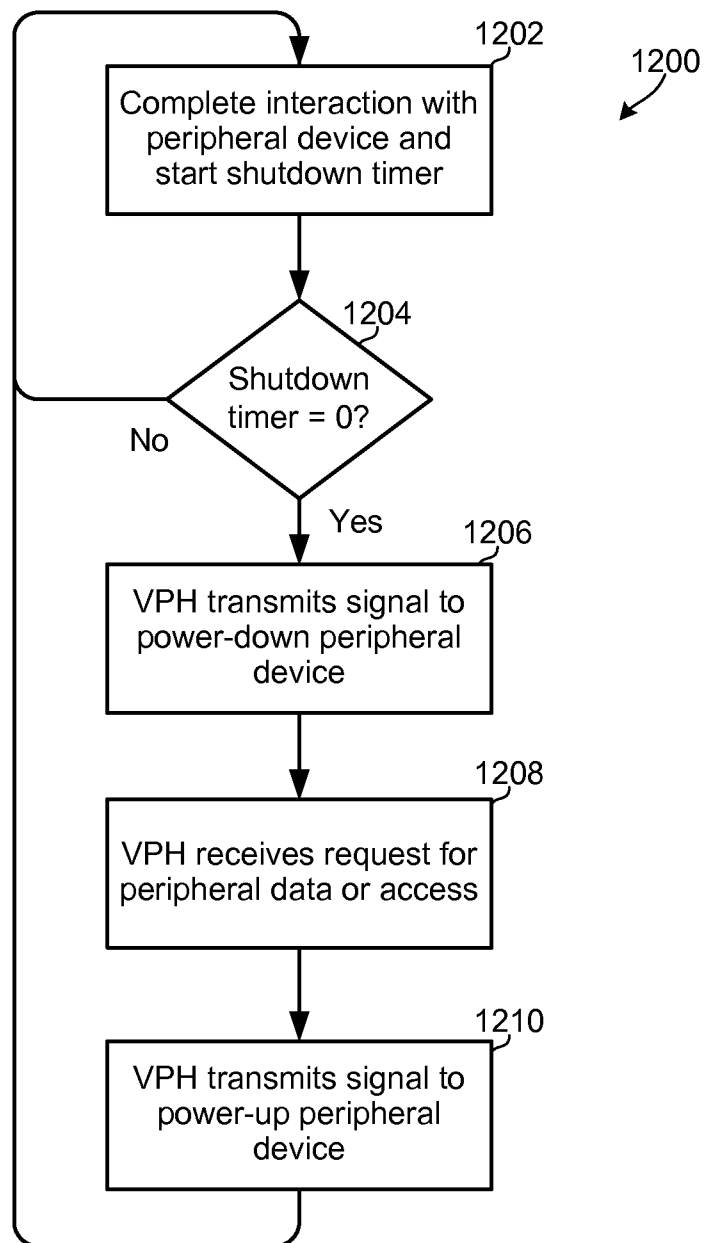 1202
1200
Complete interaction with
peripheral device and
start shutdown timer
1204
Shutdown
timer = 0?
No
Yes
1206
VPH transmits signal to
power-down peripheral
device
1208
VPH receives request for
peripheral data or access
1210
VPH transmits signal to
power-up peripheral
device